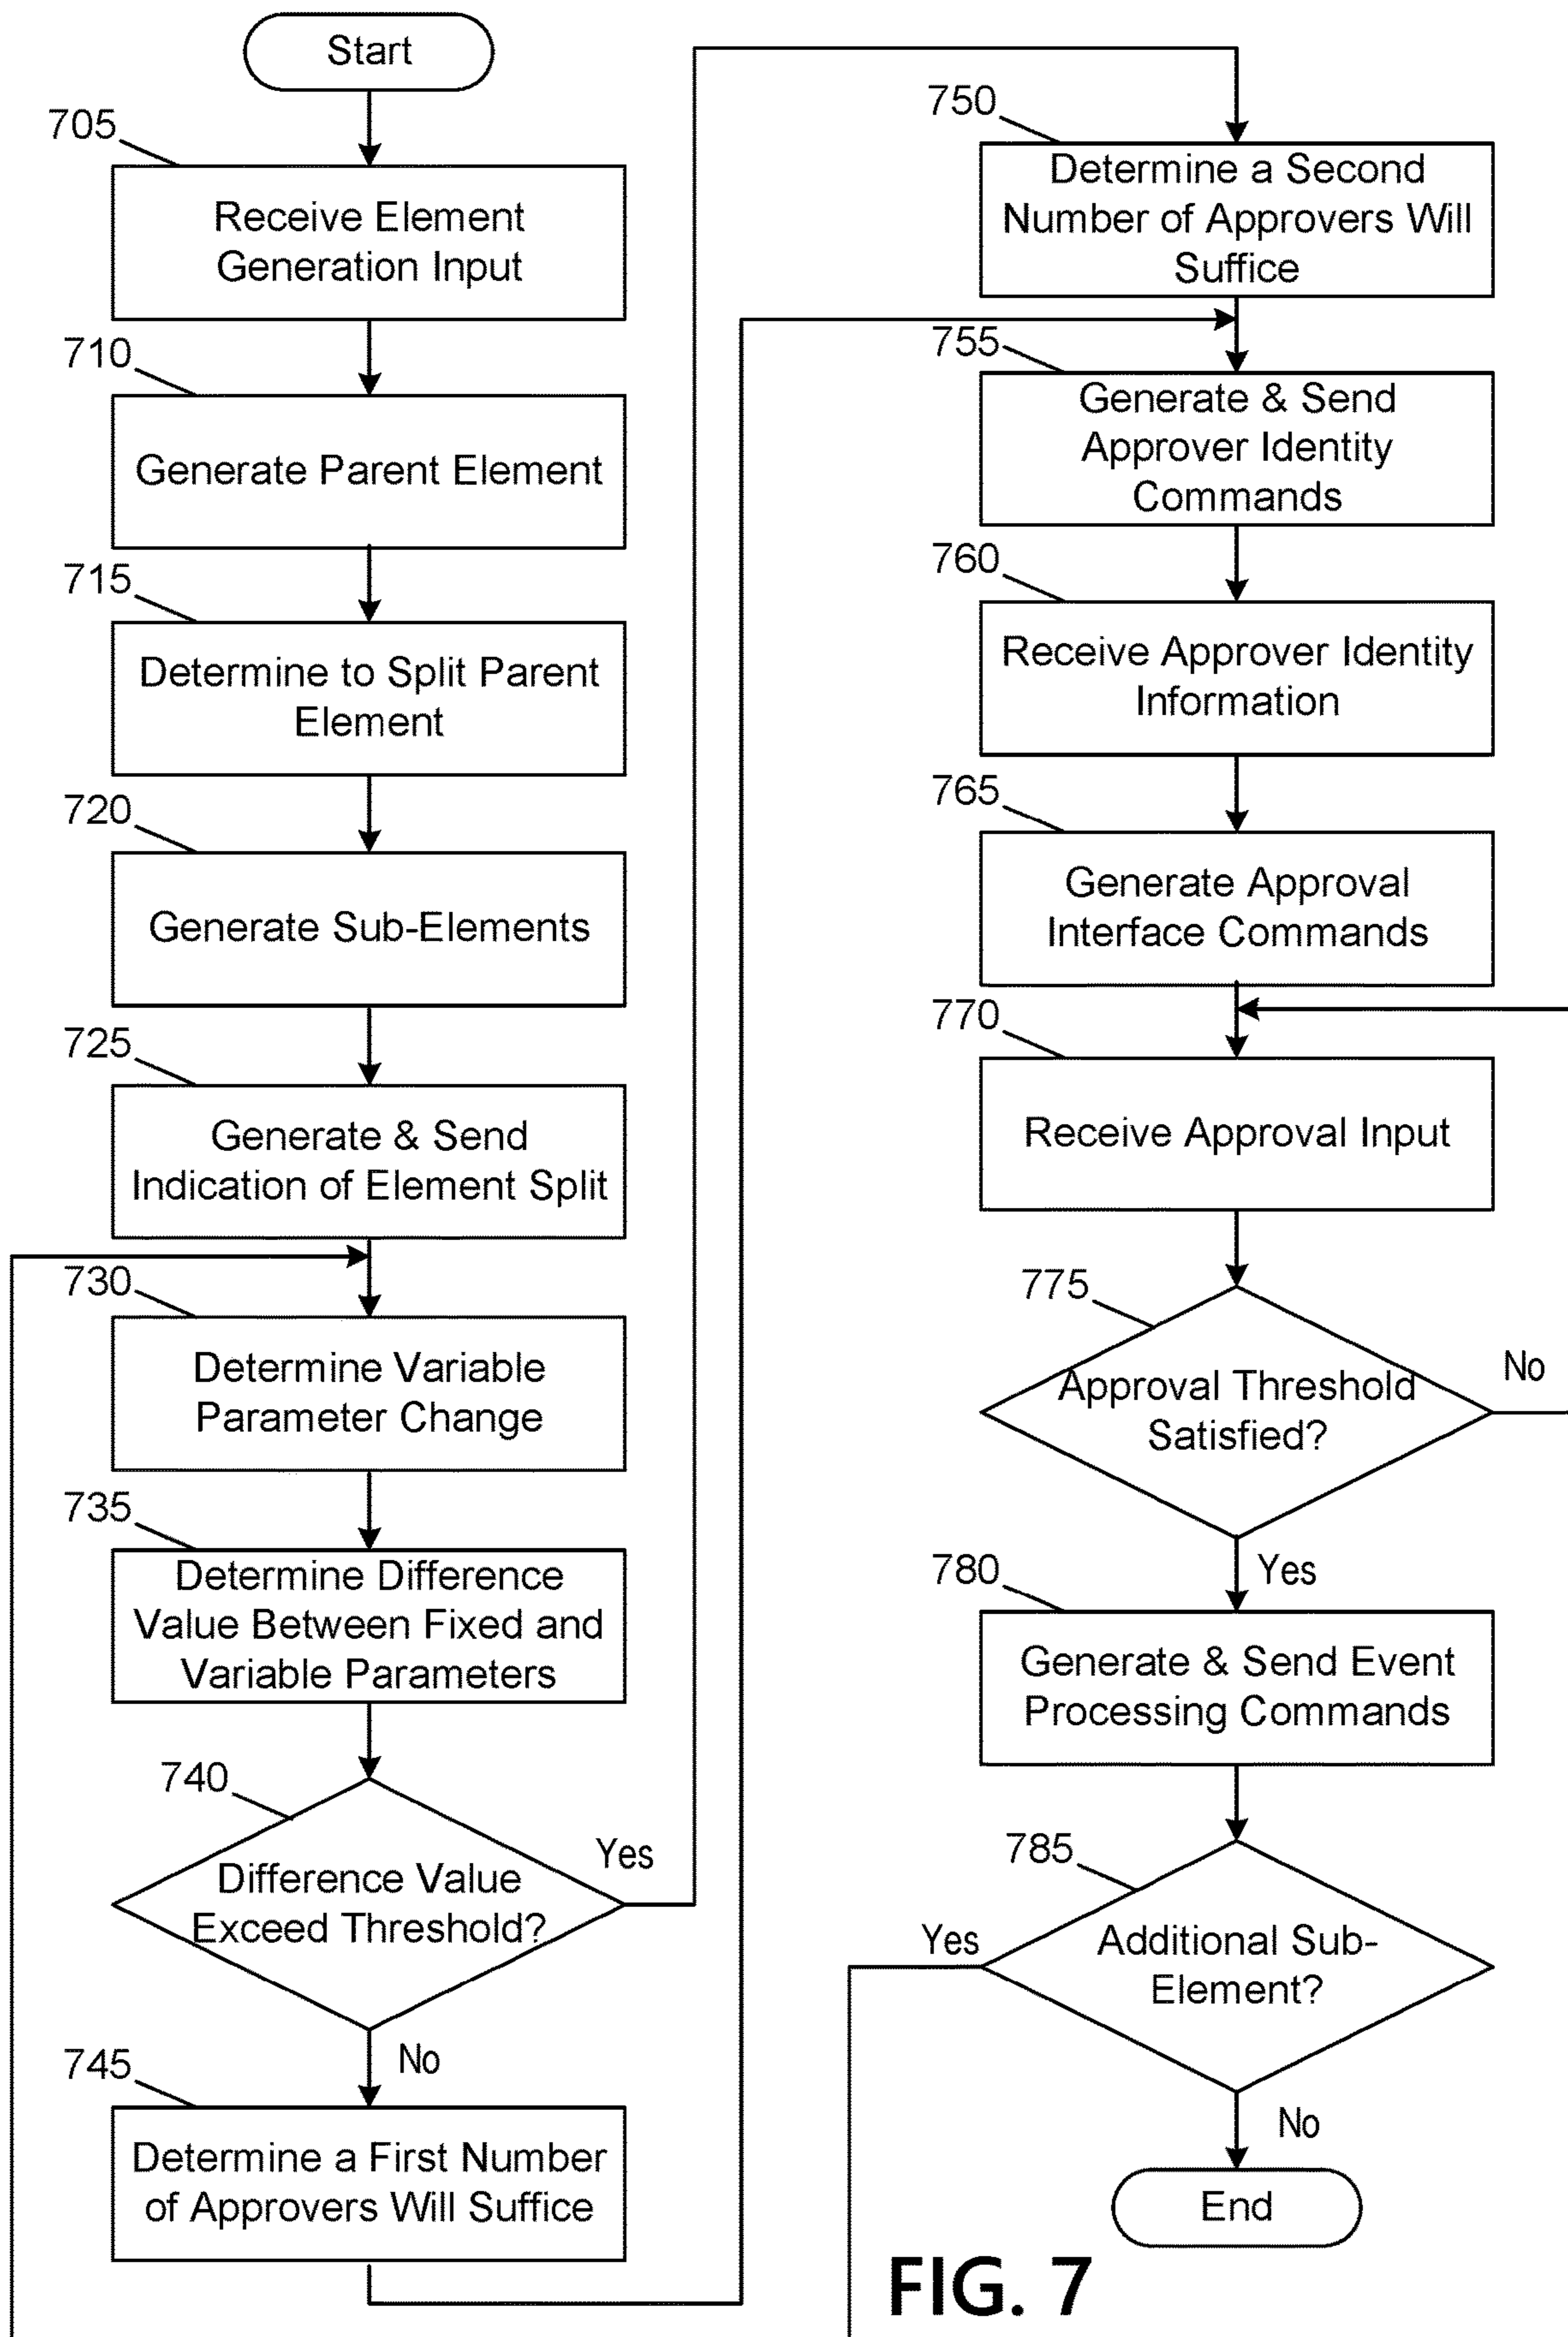 Start
705
Receive Element
Generation Input
710
Generate Parent Element
715
Determine to Split Parent
Element
720
Generate Sub-Elements
725
Generate & Send
Indication of Element Split
730
Determine Variable
Parameter Change
735
Determine Difference
Value Between Fixed and
Variable Parameters
740
Difference Value
Exceed Threshold?
Yes
No
745
Determine a First Number
of Approvers Will Suffice
750
Determine a Second
Number of Approvers Will
Suffice
755
Generate & Send
Approver Identity
Commands
760
Receive Approver Identity
Information
765
Generate Approval
Interface Commands
770
Receive Approval Input
775
Approval Threshold
Satisfied?
No
Yes
780
Generate & Send Event
Processing Commands
785
Additional Sub-
Element?
Yes
No
End
FIG. 7